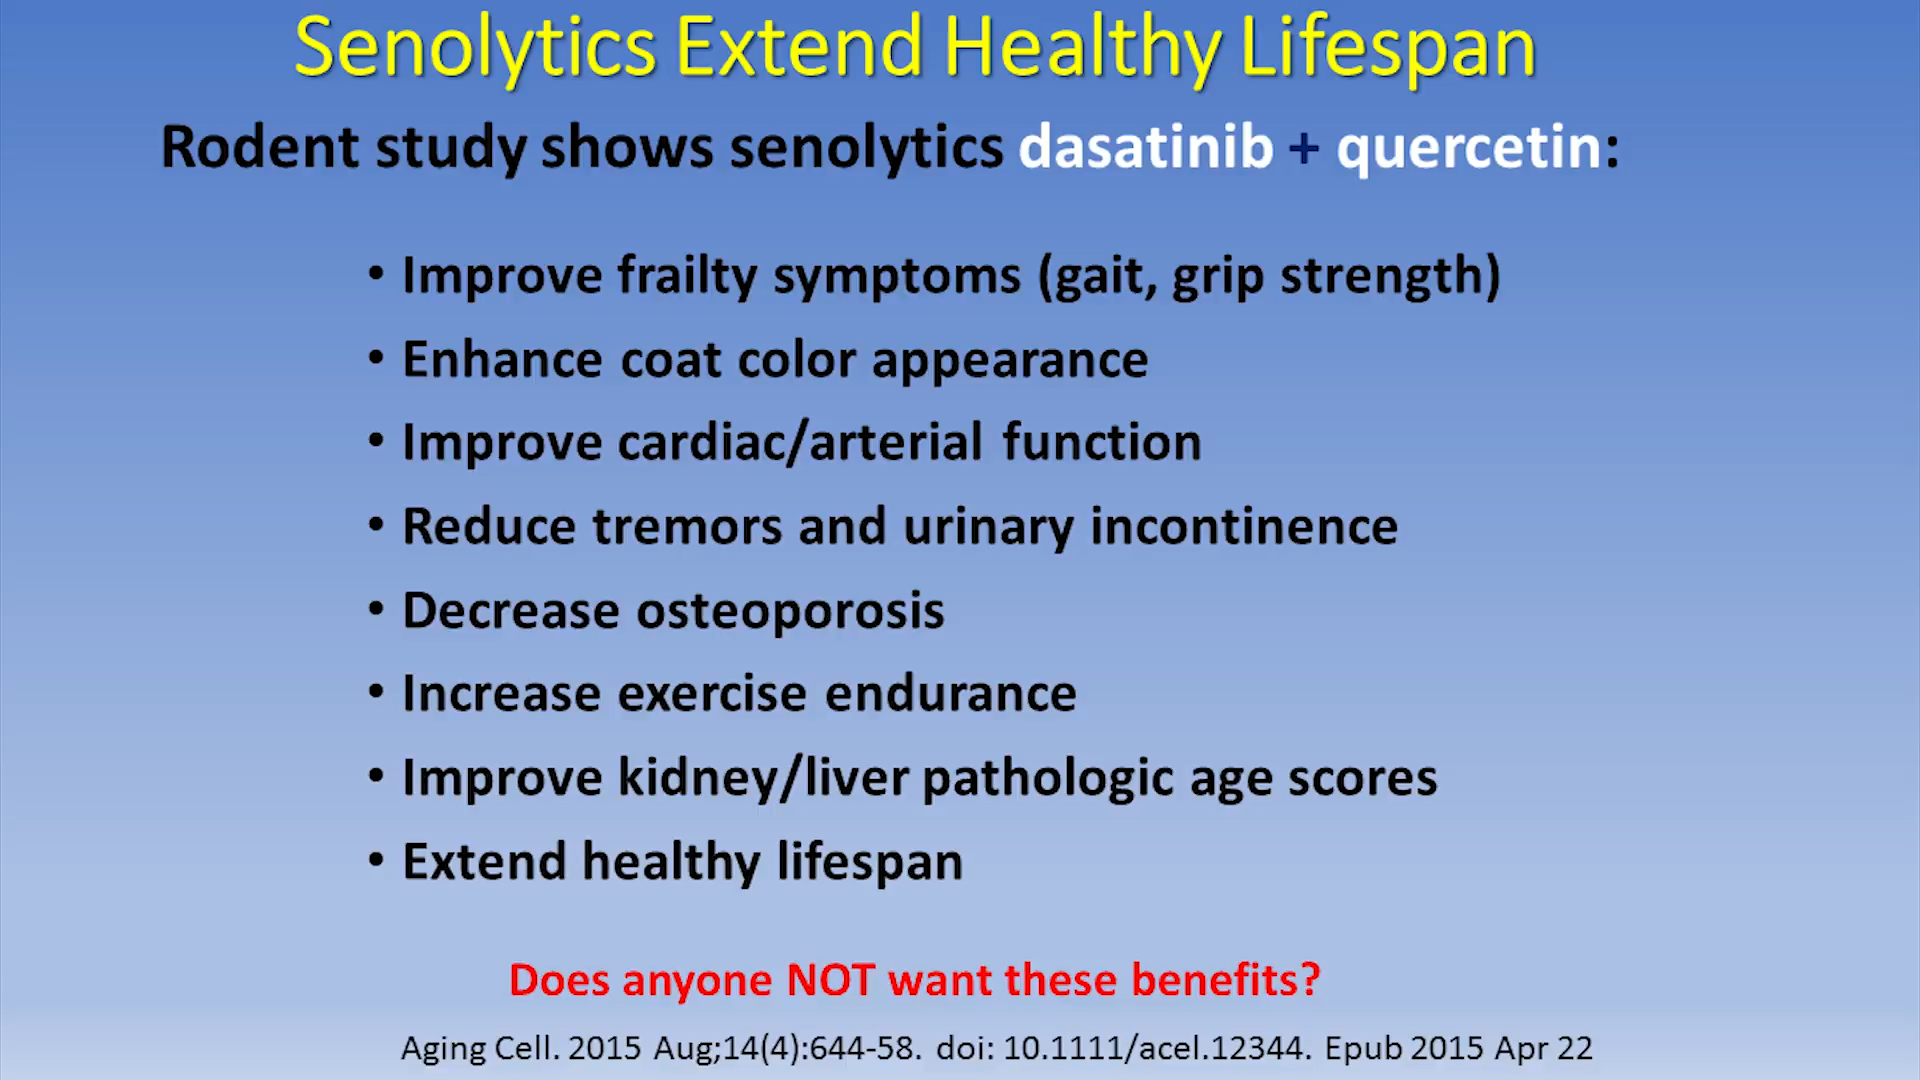 Senolytics Extend Healthy Lifespan
Rodent study shows senolytics dasatinib + quercetin:
• Improve frailty symptoms (gait, grip strength)
• Enhance coat color appearance
• Improve cardiac/arterial function
• Reduce tremors and urinary incontinence
• Decrease osteoporosis
• Increase exercise endurance
• Improve kidney/liver pathologic age scores
• Extend healthy lifespan
Does anyone NOT want these benefits?
Aging Cell. 2015 Aug;14(4):644-58. doi: 10.1111/acel.12344. Epub 2015 Apr 22